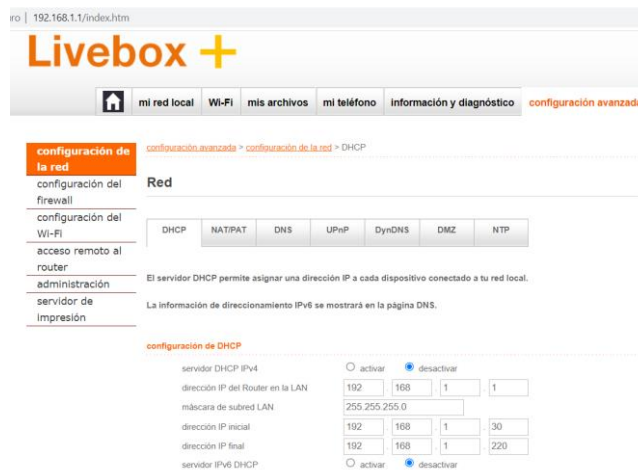 ro | 192.168.1.1/index.htm
Livebox +
mi red local Wi-Fi mis archivos mi teléfono información y diagnóstico configuración avanzada
configuración de la red
configuración del firewall
configuración del Wi-Fi
acceso remoto al router
administración
servidor de impresión
configuración avanzada > configuración de la red > DHCP
Red
DHCP NAT/PAT DNS UPnP DynDNS DMZ NTP
El servidor DHCP permite asignar una dirección IP a cada dispositivo conectado a tu red local.
La información de direccionamiento IPv6 se mostrará en la página DNS.
configuración de DHCP
servidor DHCP IPv4 activar desactivar
dirección IP del Router en la LAN 192 . 168 . 1 . 1
máscara de subred LAN 255.255.255.0
dirección IP inicial 192 . 168 . 1 . 30
dirección IP final 192 . 168 . 1 . 220
servidor IPv6 DHCP activar desactivar